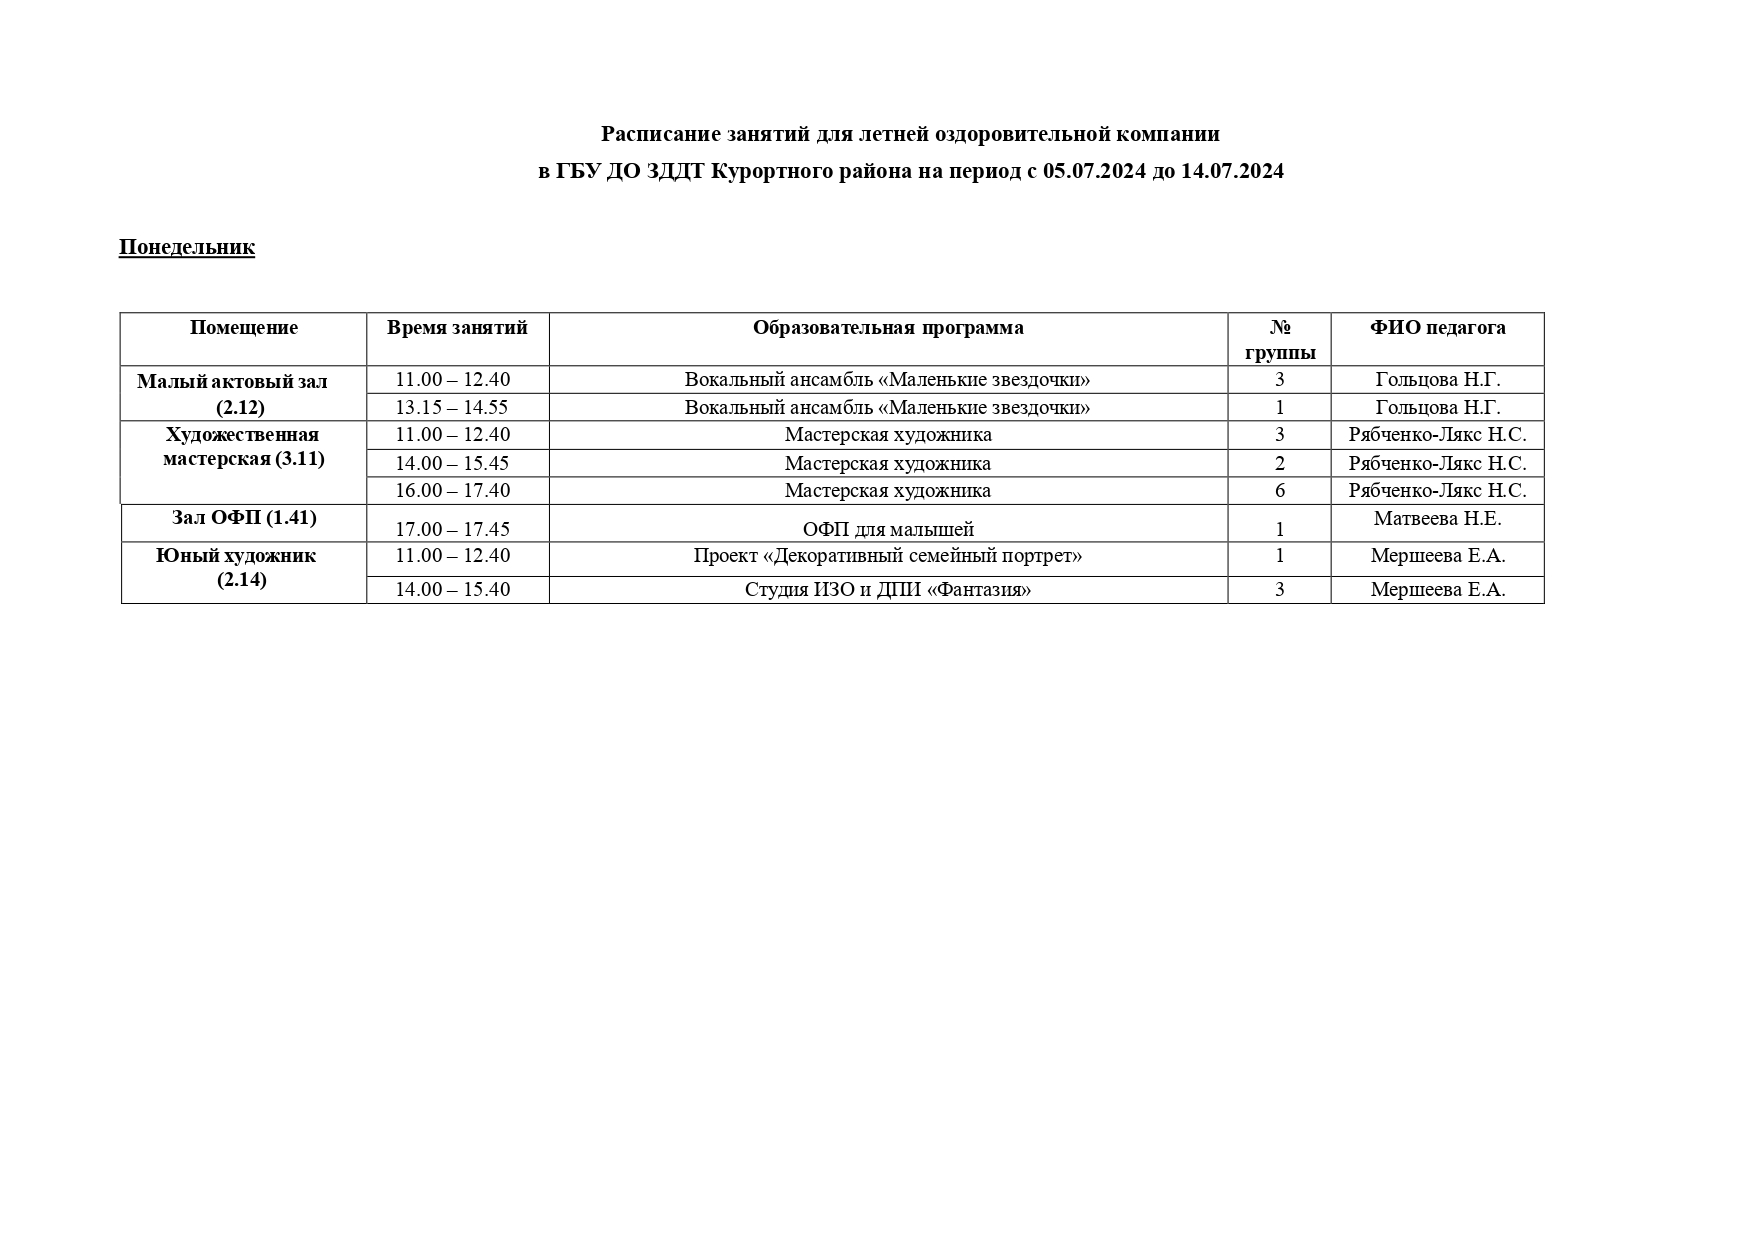 Расписание занятий для летней оздоровительной компании
в ГБУ ДО ЗДДТ Курортного района на период с 05.07.2024 до 14.07.2024
Понедельник
Помещение Время занятий Образовательная программа № группы ФИО педагога
Малый актовый зал (2.12) 11.00 – 12.40 Вокальный ансамбль «Маленькие звездочки» 3 Гольцова Н.Г.
13.15 – 14.55 Вокальный ансамбль «Маленькие звездочки» 1 Гольцова Н.Г.
Художественная мастерская (3.11) 11.00 – 12.40 Мастерская художника 3 Рябченко-Лякс Н.С.
14.00 – 15.45 Мастерская художника 2 Рябченко-Лякс Н.С.
16.00 – 17.40 Мастерская художника 6 Рябченко-Лякс Н.С.
Зал ОФП (1.41) 17.00 – 17.45 ОФП для малышей 1 Матвеева Н.Е.
Юный художник (2.14) 11.00 – 12.40 Проект «Декоративный семейный портрет» 1 Мершеева Е.А.
14.00 – 15.40 Студия ИЗО и ДПИ «Фантазия» 3 Мершеева Е.А.